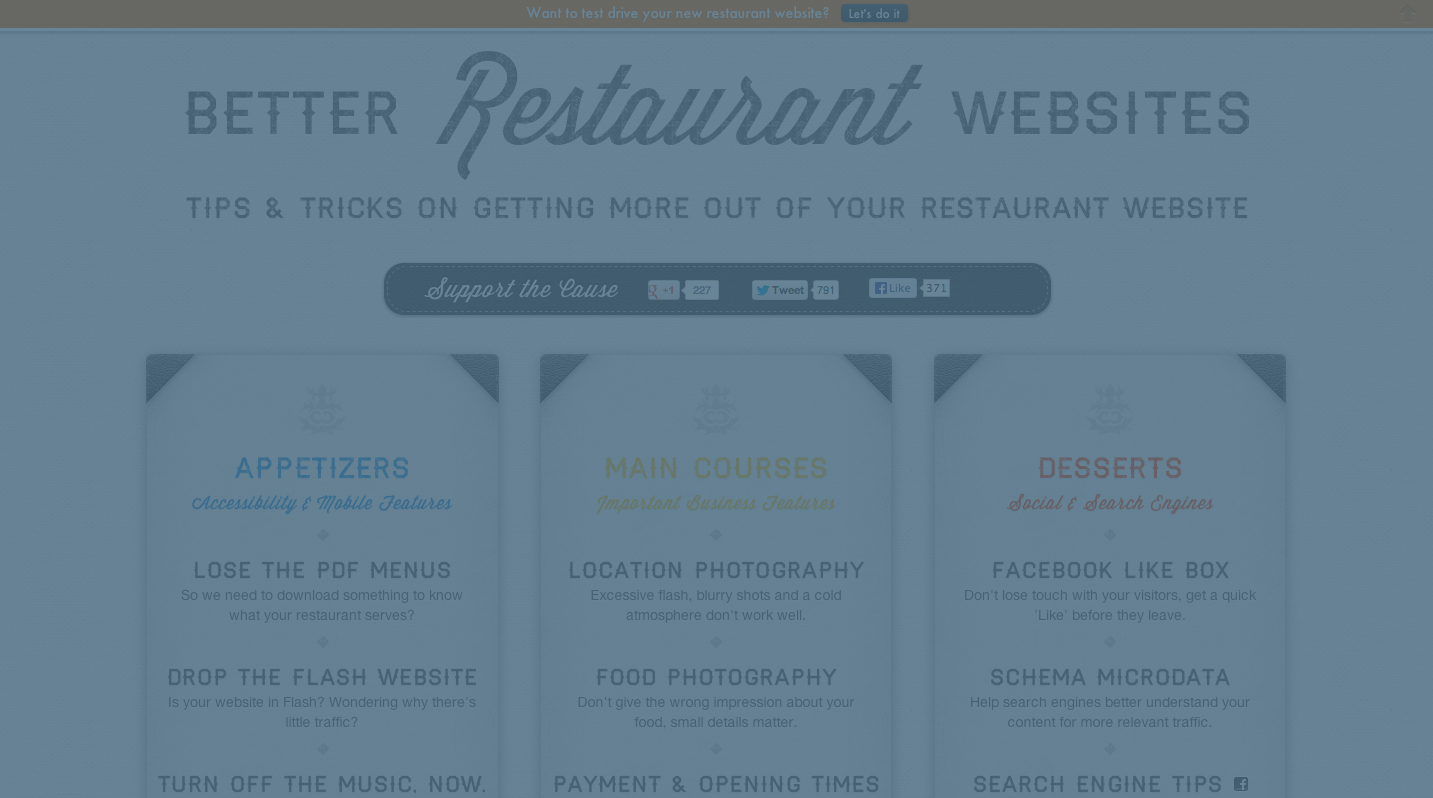 Want to test drive your new restaurant website? Let's do it
BETTER Restaurant WEBSITES
TIPS & TRICKS ON GETTING MORE OUT OF YOUR RESTAURANT WEBSITE
Support the Cause +1 227 Tweet 791 Like 371
APPETIZERS
Accessibility & Mobile Features
LOSE THE PDF MENUS
So we need to download something to know
what your restaurant serves?
DROP THE FLASH WEBSITE
Is your website in Flash? Wondering why there's
little traffic?
TURN OFF THE MUSIC, NOW.
MAIN COURSES
Important Business Features
LOCATION PHOTOGRAPHY
Excessive flash, blurry shots and a cold
atmosphere don't work well.
FOOD PHOTOGRAPHY
Don't give the wrong impression about your
food, small details matter.
PAYMENT & OPENING TIMES
DESSERTS
Social & Search Engines
FACEBOOK LIKE BOX
Don't lose touch with your visitors, get a quick
'Like' before they leave.
SCHEMA MICRODATA
Help search engines better understand your
content for more relevant traffic.
SEARCH ENGINE TIPS